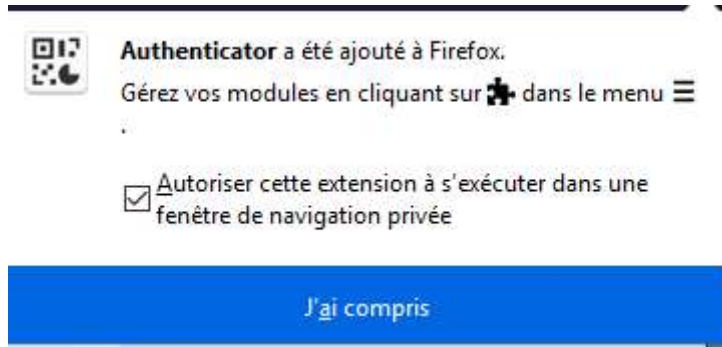 Authenticator a été ajouté à Firefox.
Gérez vos modules en cliquant sur dans le menu
.
Autoriser cette extension à s'exécuter dans une
fenêtre de navigation privée
J'ai compris